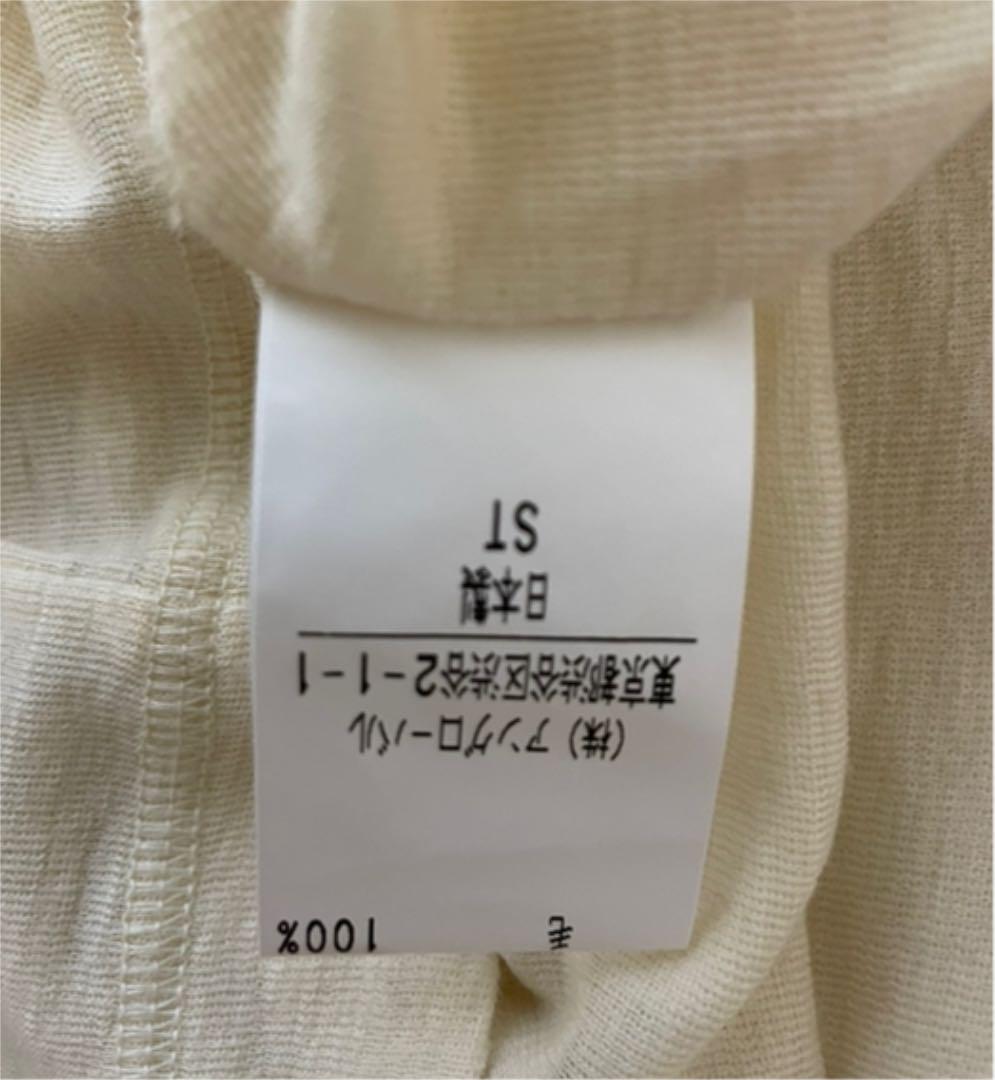 毛 100%
（株）アングローバル
東京都渋谷区渋谷2-1-1
日本製
ST